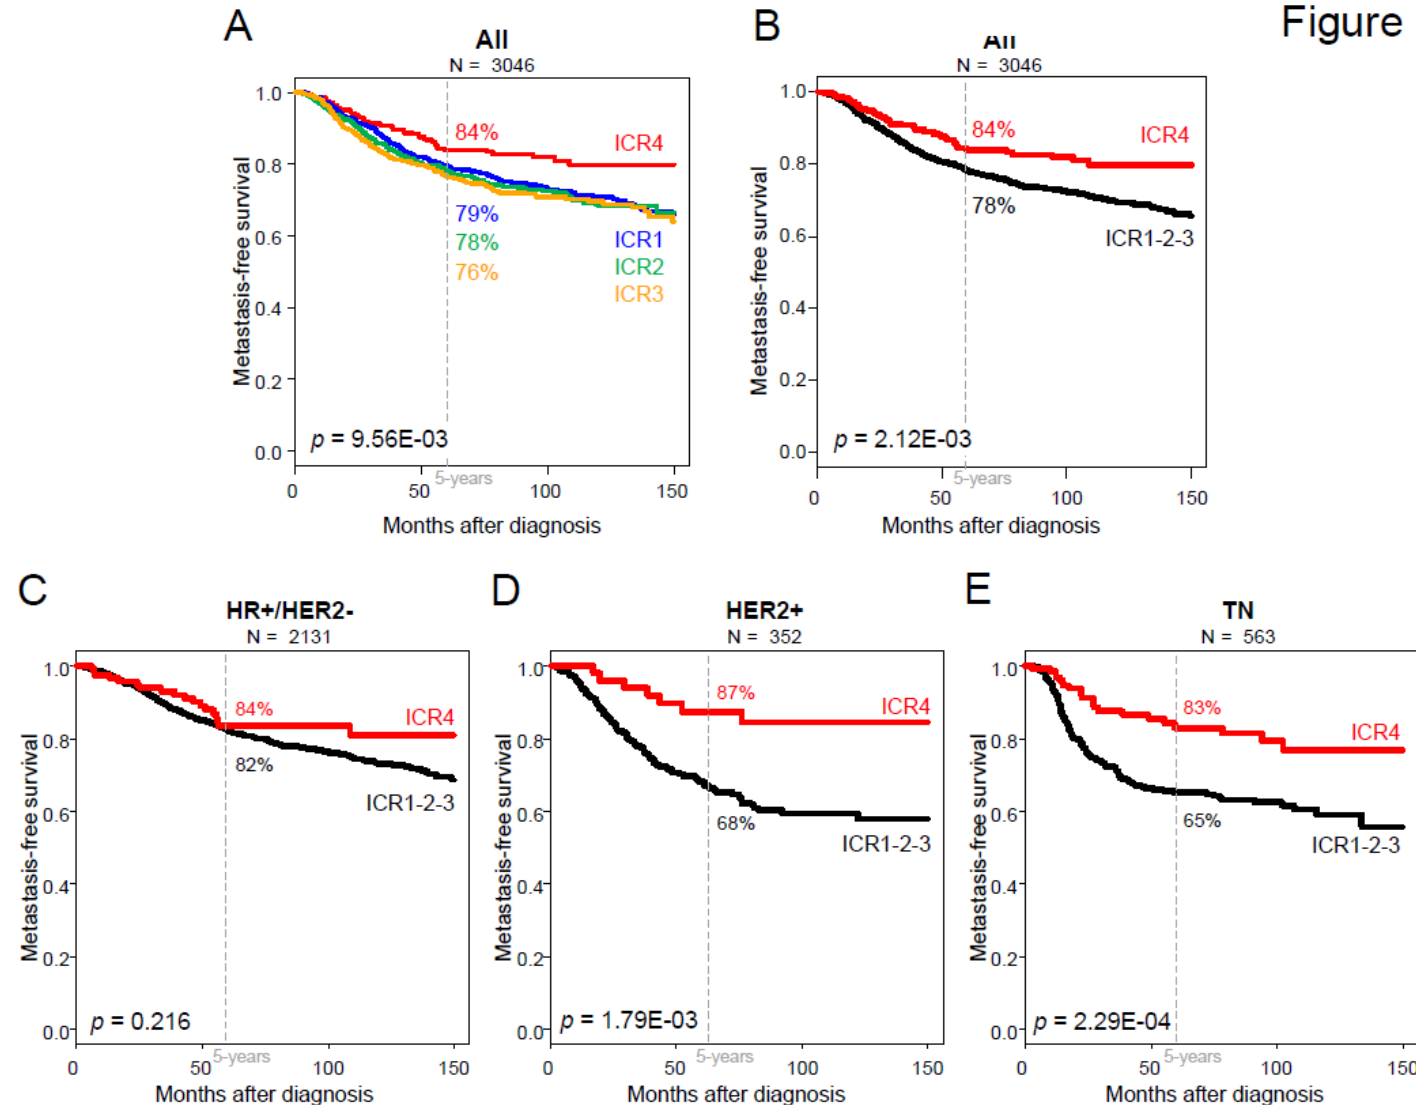 Figure
A
All
N = 3046
Metastasis-free survival
1.0
0.8
0.6
0.4
0.2
0.0
84%
79%
78%
76%
ICR4
ICR1
ICR2
ICR3
p = 9.56E-03
5-years
0
50
100
150
Months after diagnosis
B
All
N = 3046
Metastasis-free survival
1.0
0.8
0.6
0.4
0.2
0.0
84%
78%
ICR4
ICR1-2-3
p = 2.12E-03
5-years
0
50
100
150
Months after diagnosis
C
HR+/HER2-
N = 2131
Metastasis-free survival
1.0
0.8
0.6
0.4
0.2
0.0
84%
82%
ICR4
ICR1-2-3
p = 0.216
5-years
0
50
100
150
Months after diagnosis
D
HER2+
N = 352
Metastasis-free survival
1.0
0.8
0.6
0.4
0.2
0.0
87%
68%
ICR4
ICR1-2-3
p = 1.79E-03
5-years
0
50
100
150
Months after diagnosis
E
TN
N = 563
Metastasis-free survival
1.0
0.8
0.6
0.4
0.2
0.0
83%
65%
ICR4
ICR1-2-3
p = 2.29E-04
5-years
0
50
100
150
Months after diagnosis